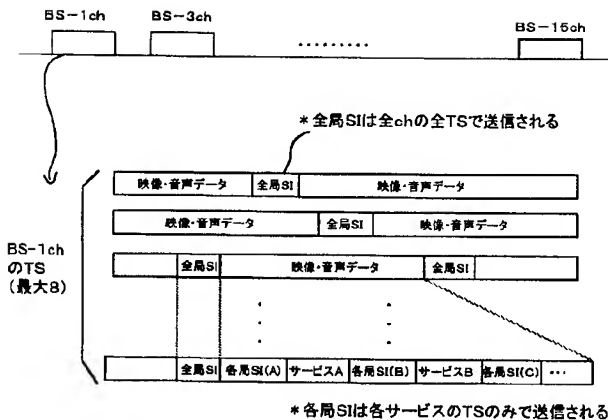 BS-1ch BS-3ch ········· BS-15ch
*全局SIは全chの全TSで送信される
映像・音声データ 全局SI 映像・音声データ
映像・音声データ 全局SI 映像・音声データ
BS-1ch
のTS
(最大8)
全局SI 映像・音声データ 全局SI
全局SI 各局SI(A) サービスA 各局SI(B) サービスB 各局SI(C) ···
*各局SIは各サービスのTSのみで送信される